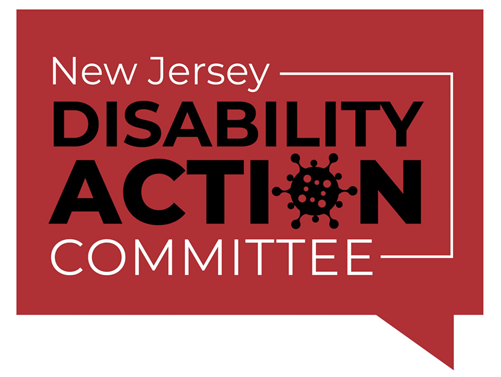 New Jersey
DISABILITY
ACTION
COMMITTEE